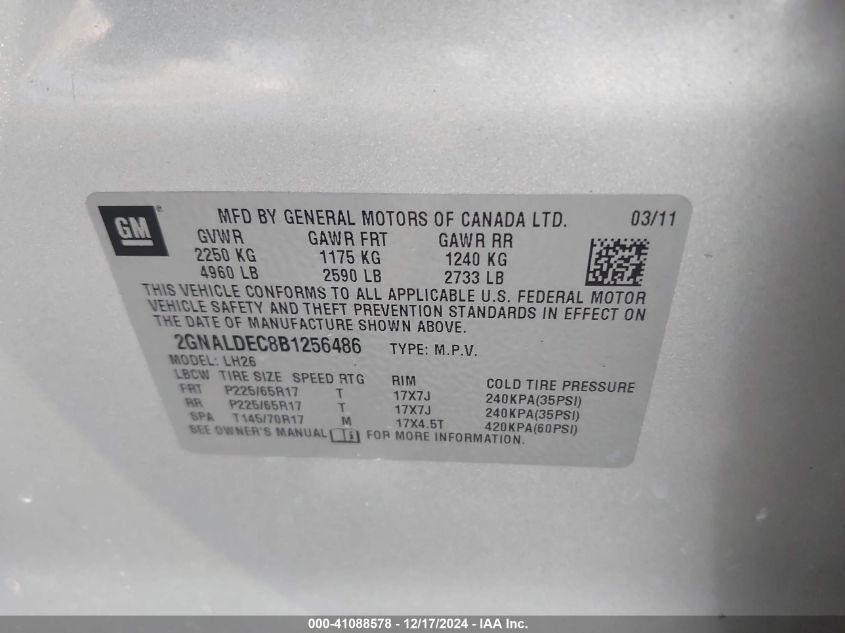 GM ® MFD BY GENERAL MOTORS OF CANADA LTD. 03/11
GVWR GAWR FRT GAWR RR
2250 KG 1175 KG 1240 KG
4960 LB 2590 LB 2733 LB
THIS VEHICLE CONFORMS TO ALL APPLICABLE U.S. FEDERAL MOTOR
VEHICLE SAFETY AND THEFT PREVENTION STANDARDS IN EFFECT ON
THE DATE OF MANUFACTURE SHOWN ABOVE.
2GNALDEC8B1256486 TYPE: M.P.V.
MODEL: LH26
LBCW TIRE SIZE SPEED RTG RIM COLD TIRE PRESSURE
FRT P225/65R17 T 17X7J 240KPA(35PSI)
RR P225/65R17 T 17X7J 240KPA(35PSI)
SPA T145/70R17 M 17X4.5T 420KPA(60PSI)
SEE OWNER'S MANUAL FOR MORE INFORMATION.
000-41088578 - 12/17/2024 - IAA Inc.